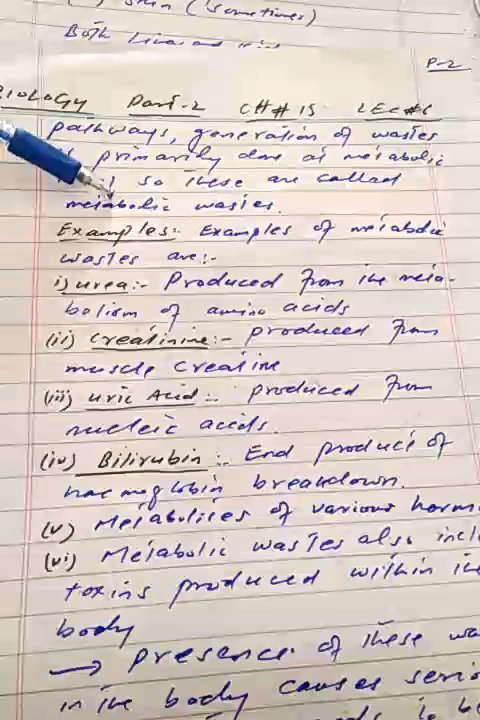 Skin (Sometimes)
Both Liver and
P-2
BIOLOGY Part-2 CH# 15 LEC#6
pathways, generation of wastes
is primarily done at metabolic
so these are called
metabolic wastes.
Examples:- Examples of metabolic
wastes are:-
i) urea:- Produced from the meta-
bolism of amino acids
(ii) Creatinine:- produced from
muscle Creatine
(iii) Uric Acid:- produced from
nucleic acids.
(iv) Bilirubin:- End product of
haemoglobin breakdown.
(v) Metabolites of various horm
(vi) Metabolic wastes also incl
toxins produced within the
body
→ presence of these wa
in the body causes serio